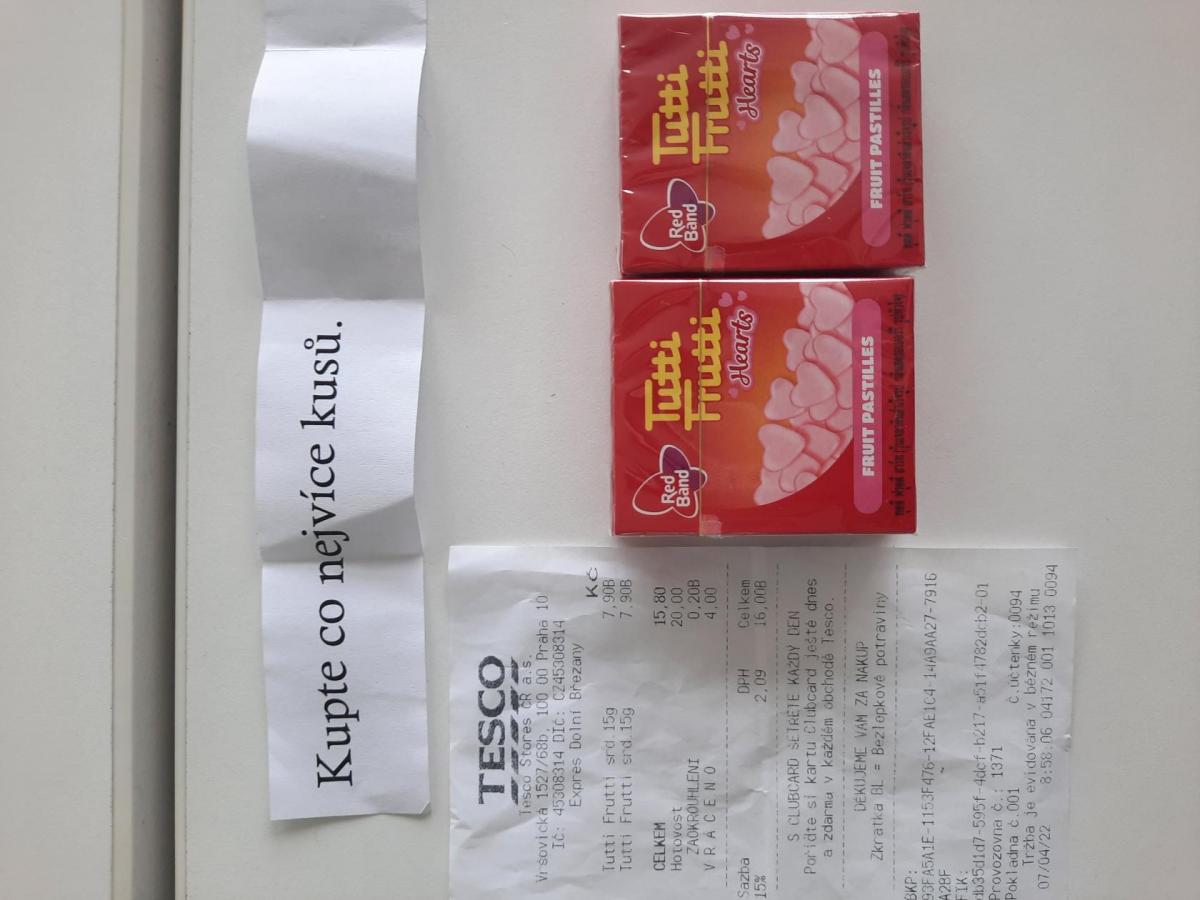 Kupte co nejvíce kusů.
TESCO
Tesco Stores ČR a.s.
Vršovická 1527/68b, 100 00 Praha 10
IČ: 45308314 DIČ: CZ45308314
Expres Dolní Břežany
Kč
Tutti Frutti srd.15g 7,90B
Tutti Frutti srd.15g 7,90B
CELKEM 15,80
Hotovost 20,00
ZAOKROUHLENÍ 0,20B
VRÁCENO 4,00
Sazba DPH Celkem
15% 2,09 16,00B
S CLUBCARD ŠETŘETE KAŽDÝ DEN
Pořiďte si kartu Clubcard ještě dnes
a zdarma v každém obchodě Tesco.
DĚKUJEME VÁM ZA NÁKUP
Zkratka BL = Bezlepkové potraviny
BKP:
93FA5A1E-1153F476-12FAE1C4-14A9AA27-7916
A2BF
FIK:
db35d1d7-595f-4dcf-b217-a51f4782dcb2-01
Provozovna č.: 1371
Pokladna č.001 č.účtenky:0094
Tržba je evidována v běžném režimu
07/04/22 8:58:06 04172 001 1013 0094
Red
Band
Tutti
Frutti
Hearts
FRUIT PASTILLES
Red
Band
Tutti
Frutti
Hearts
FRUIT PASTILLES